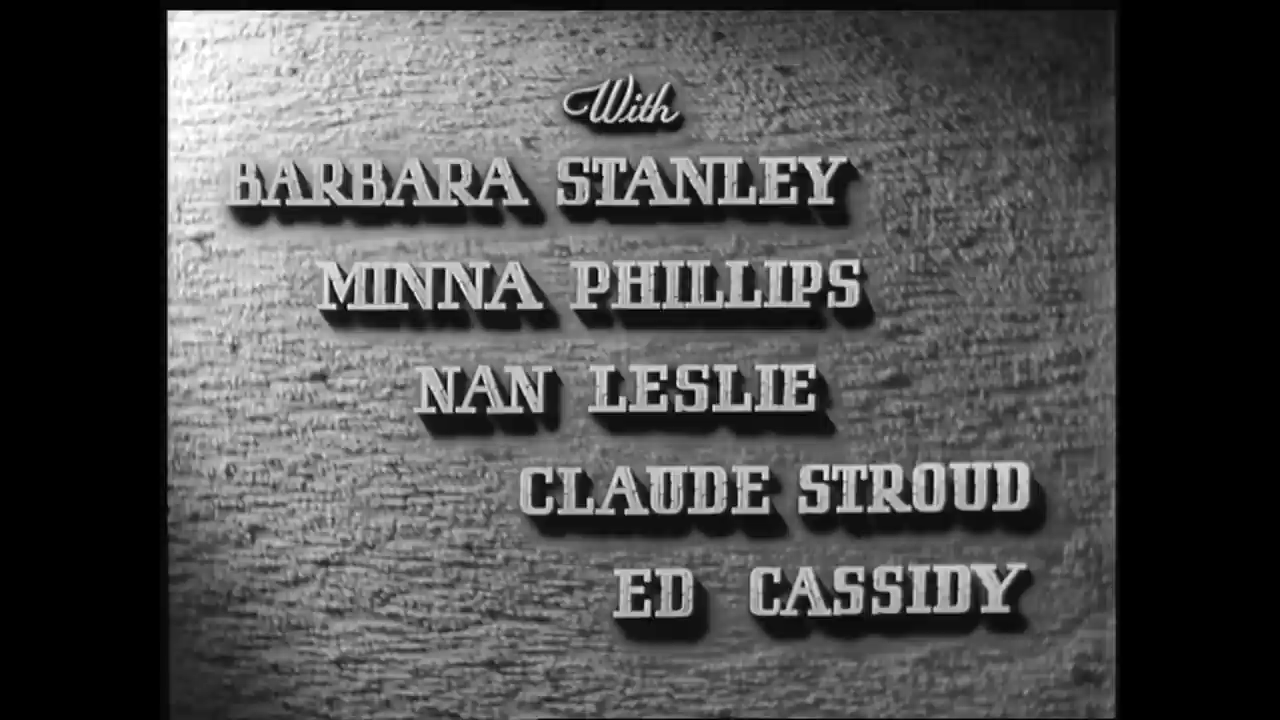 With
BARBARA STANLEY
MINNA PHILLIPS
NAN LESLIE
CLAUDE STROUD
ED CASSIDY